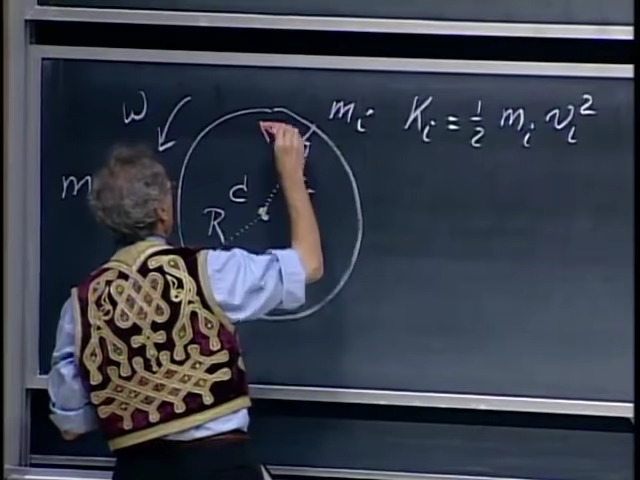 ω
mᵢ Kᵢ = ½ mᵢ vᵢ²
m
C
R